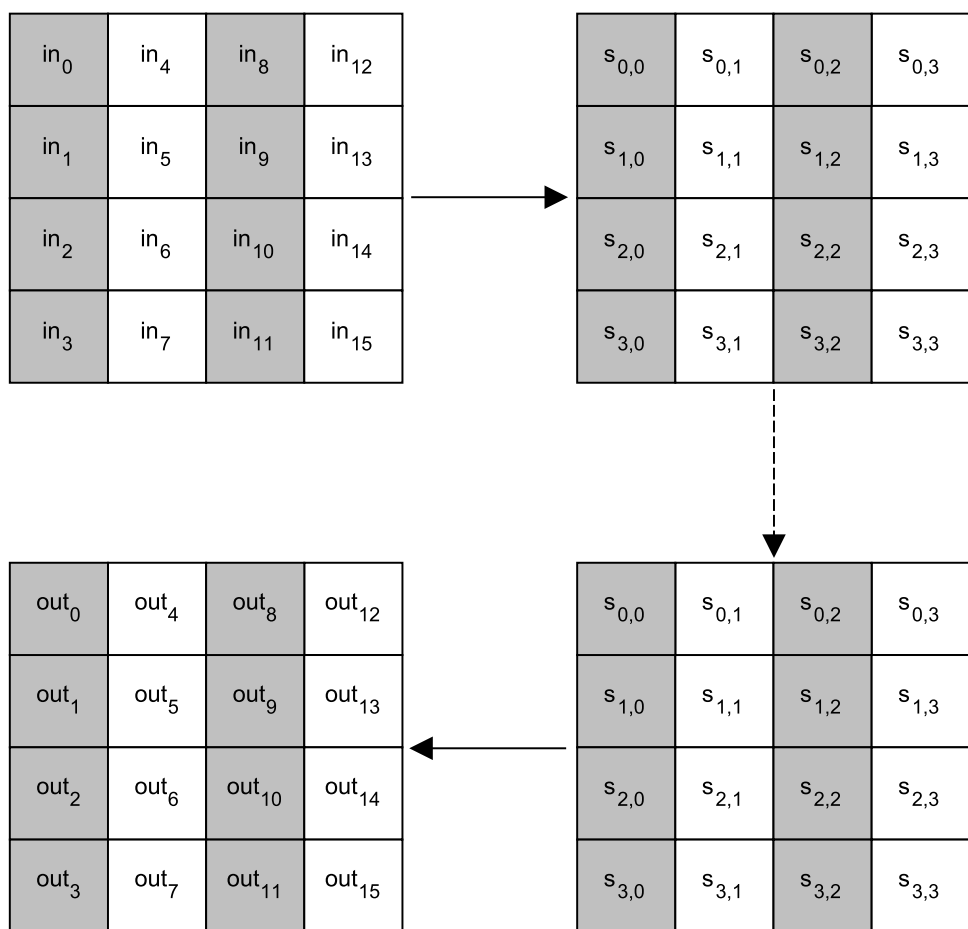 in₀ in₄ in₈ in₁₂ s₀,₀ s₀,₁ s₀,₂ s₀,₃
in₁ in₅ in₉ in₁₃ s₁,₀ s₁,₁ s₁,₂ s₁,₃
in₂ in₆ in₁₀ in₁₄ s₂,₀ s₂,₁ s₂,₂ s₂,₃
in₃ in₇ in₁₁ in₁₅ s₃,₀ s₃,₁ s₃,₂ s₃,₃
out₀ out₄ out₈ out₁₂ s₀,₀ s₀,₁ s₀,₂ s₀,₃
out₁ out₅ out₉ out₁₃ s₁,₀ s₁,₁ s₁,₂ s₁,₃
out₂ out₆ out₁₀ out₁₄ s₂,₀ s₂,₁ s₂,₂ s₂,₃
out₃ out₇ out₁₁ out₁₅ s₃,₀ s₃,₁ s₃,₂ s₃,₃